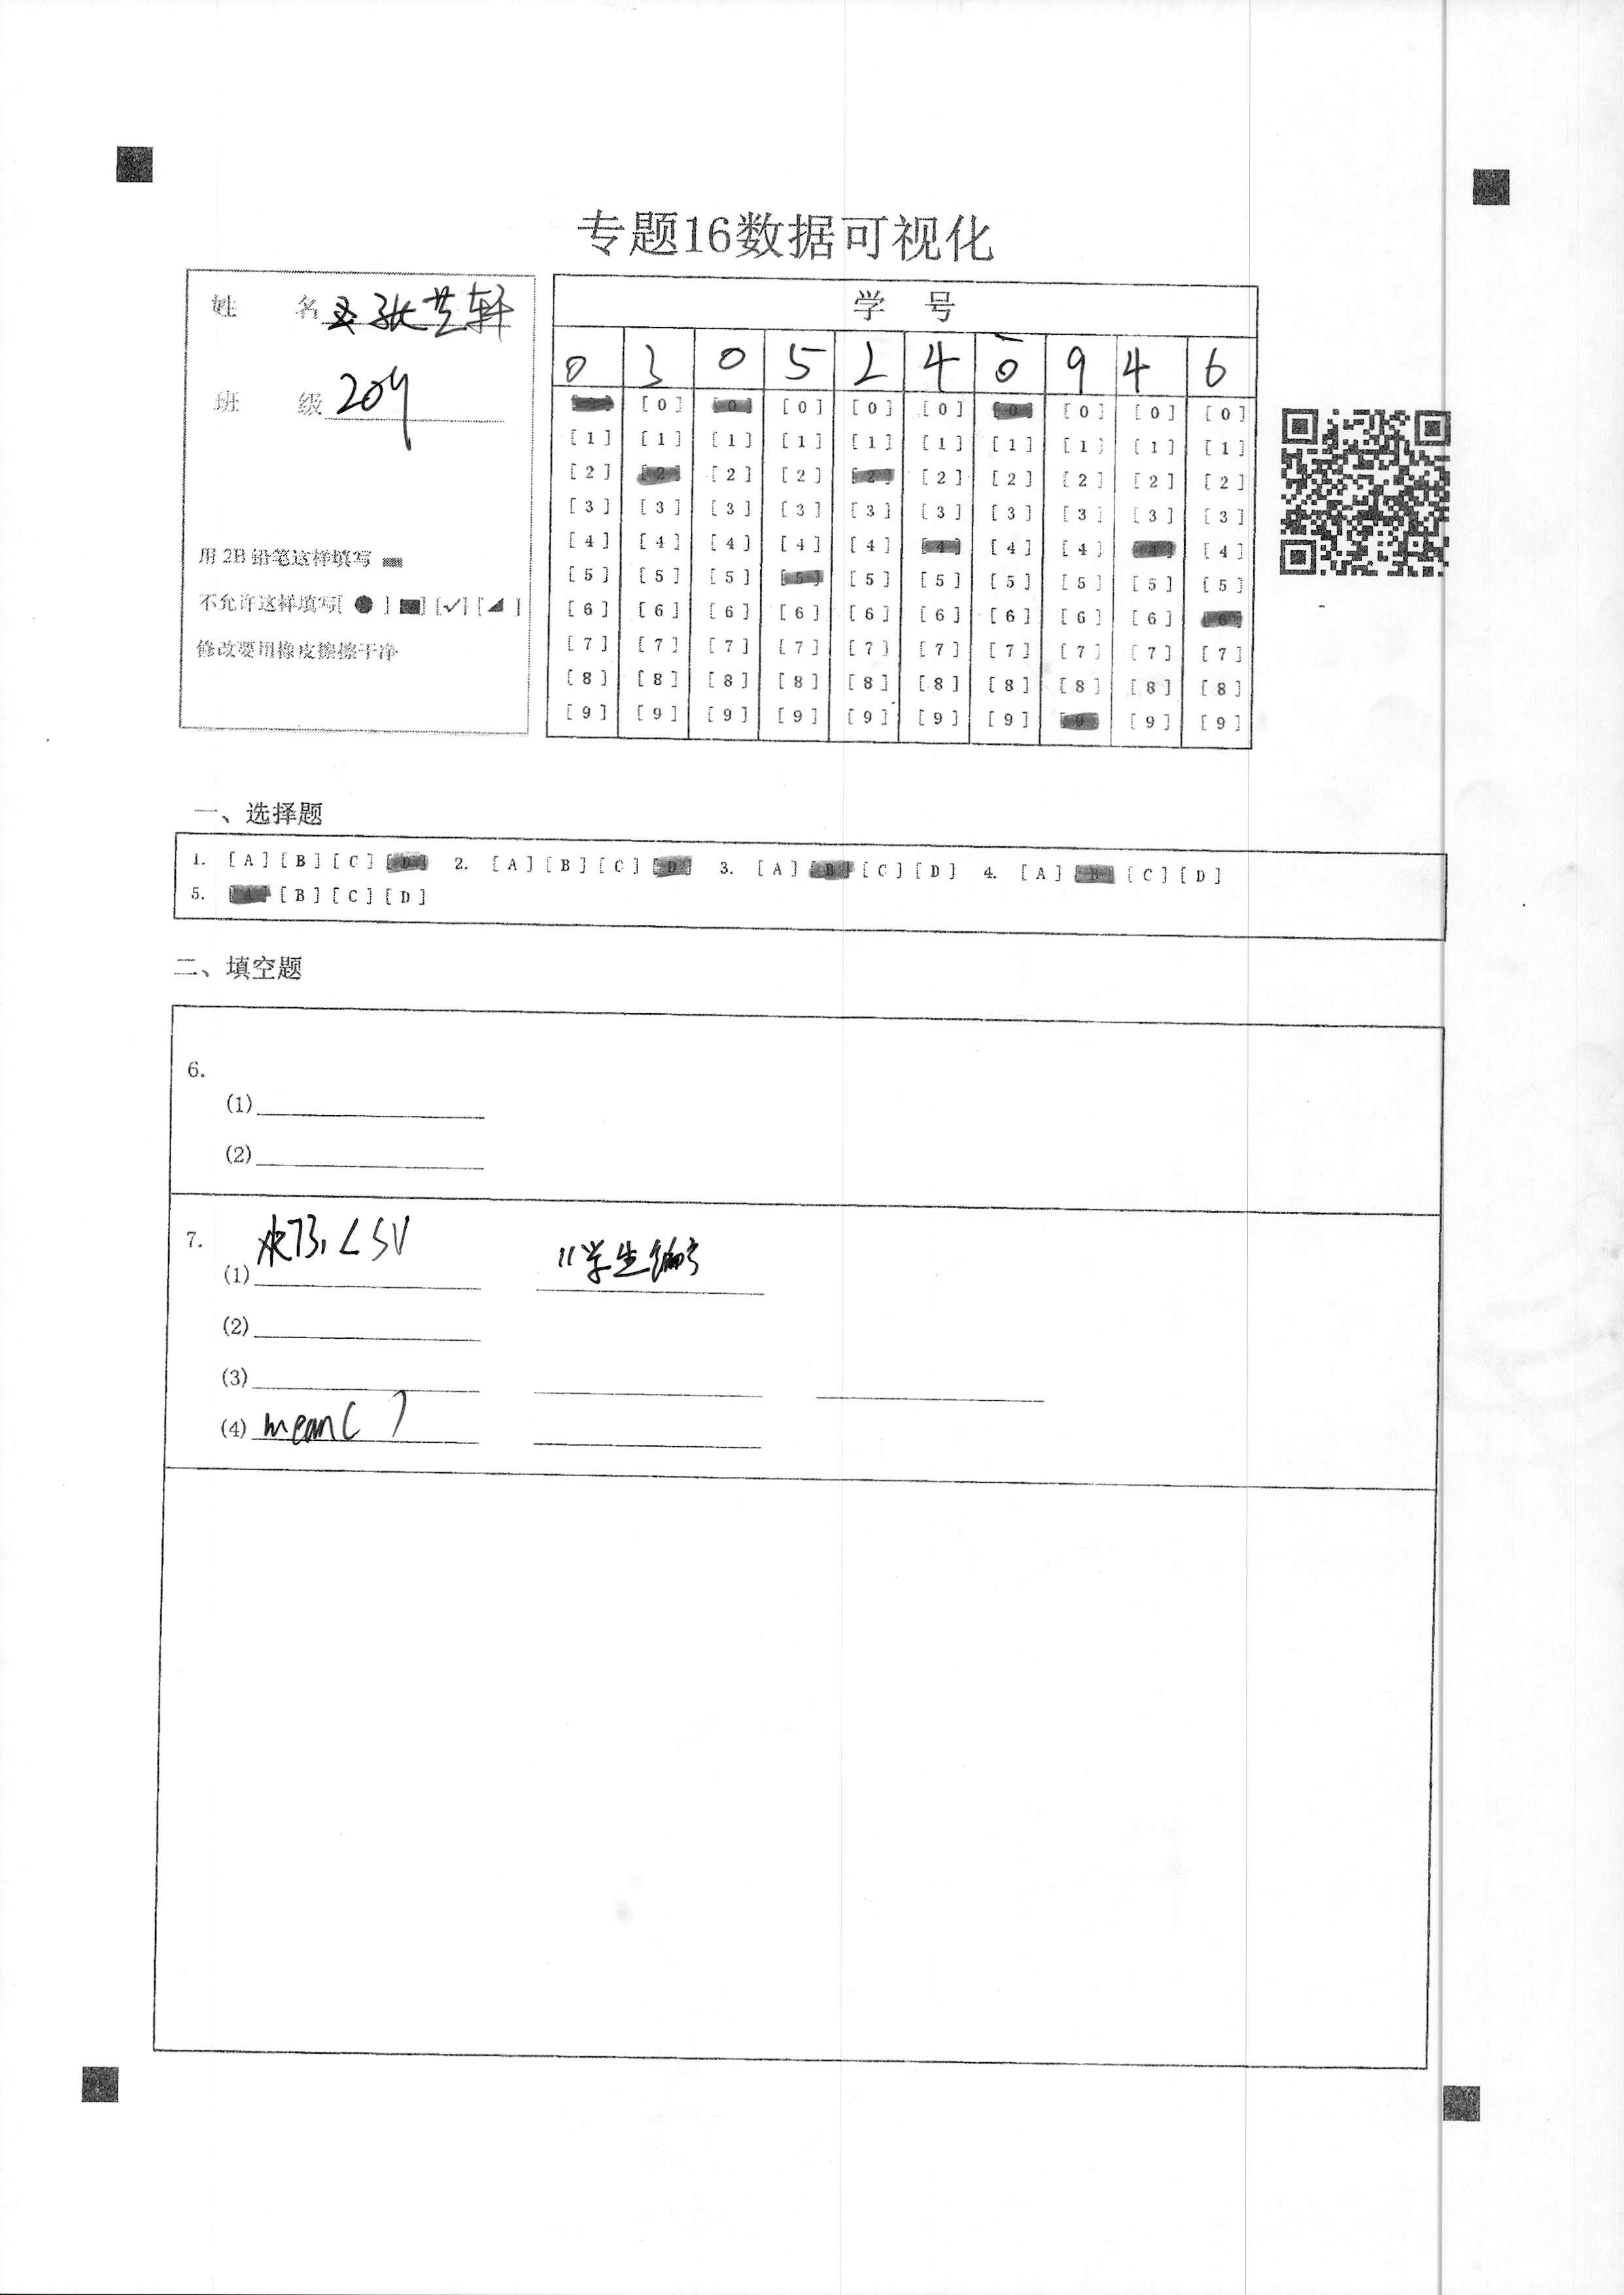 专题16数据可视化
姓 名 张芝轩
班 级 209
用2B铅笔这样填写
不允许这样填写[ ● ] [■] [✓] [◢ ]
修改要用橡皮擦擦干净
学 号
0 3 0 5 2 4 0 9 4 6
[0] [0] [0] [0] [0] [0] [0] [0] [0]
[1] [1] [1] [1] [1] [1] [1] [1] [1] [1]
[2] [2] [2] [2] [2] [2] [2] [2] [2] [2]
[3] [3] [3] [3] [3] [3] [3] [3] [3] [3]
[4] [4] [4] [4] [4] [4] [4] [4] [4] [4]
[5] [5] [5] [5] [5] [5] [5] [5] [5] [5]
[6] [6] [6] [6] [6] [6] [6] [6] [6] [6]
[7] [7] [7] [7] [7] [7] [7] [7] [7] [7]
[8] [8] [8] [8] [8] [8] [8] [8] [8] [8]
[9] [9] [9] [9] [9] [9] [9] [9] [9] [9]
一、选择题
1. [A] [B] [C] [D] 2. [A] [B] [C] [D] 3. [A] [B] [C] [D] 4. [A] [B] [C] [D]
5. [A] [B] [C] [D]
二、填空题
6.
(1)
(2)
7.
(1) CSV "学生编号
(2)
(3)
(4) mean( )